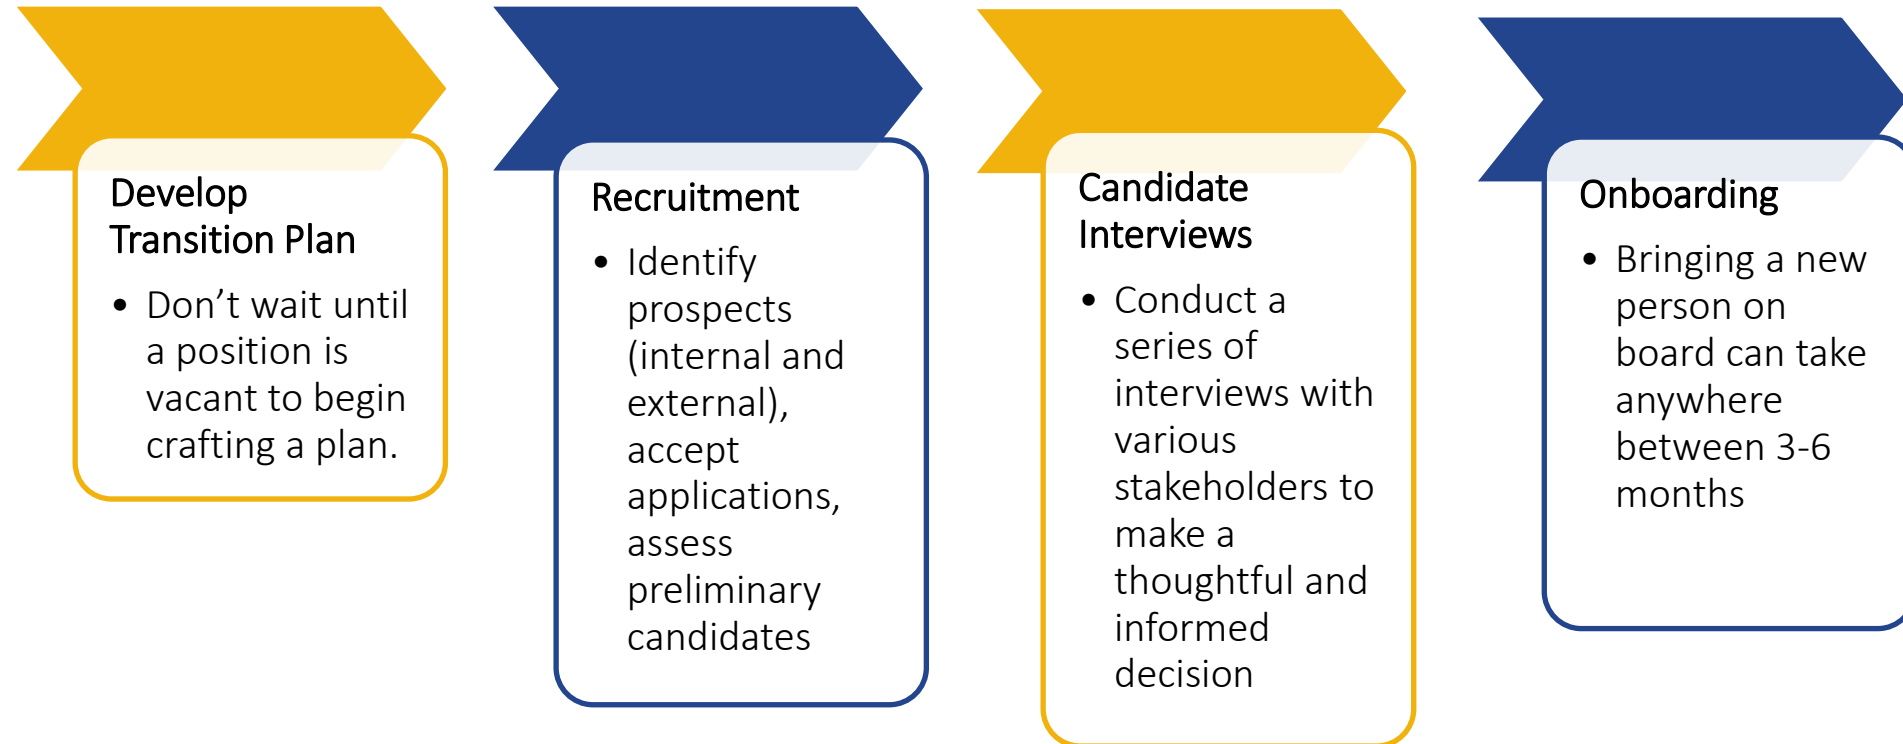 Develop
Transition Plan
• Don’t wait until
a position is
vacant to begin
crafting a plan.
Recruitment
• Identify
prospects
(internal and
external),
accept
applications,
assess
preliminary
candidates
Candidate
Interviews
• Conduct a
series of
interviews with
various
stakeholders to
make a
thoughtful and
informed
decision
Onboarding
• Bringing a new
person on
board can take
anywhere
between 3-6
months